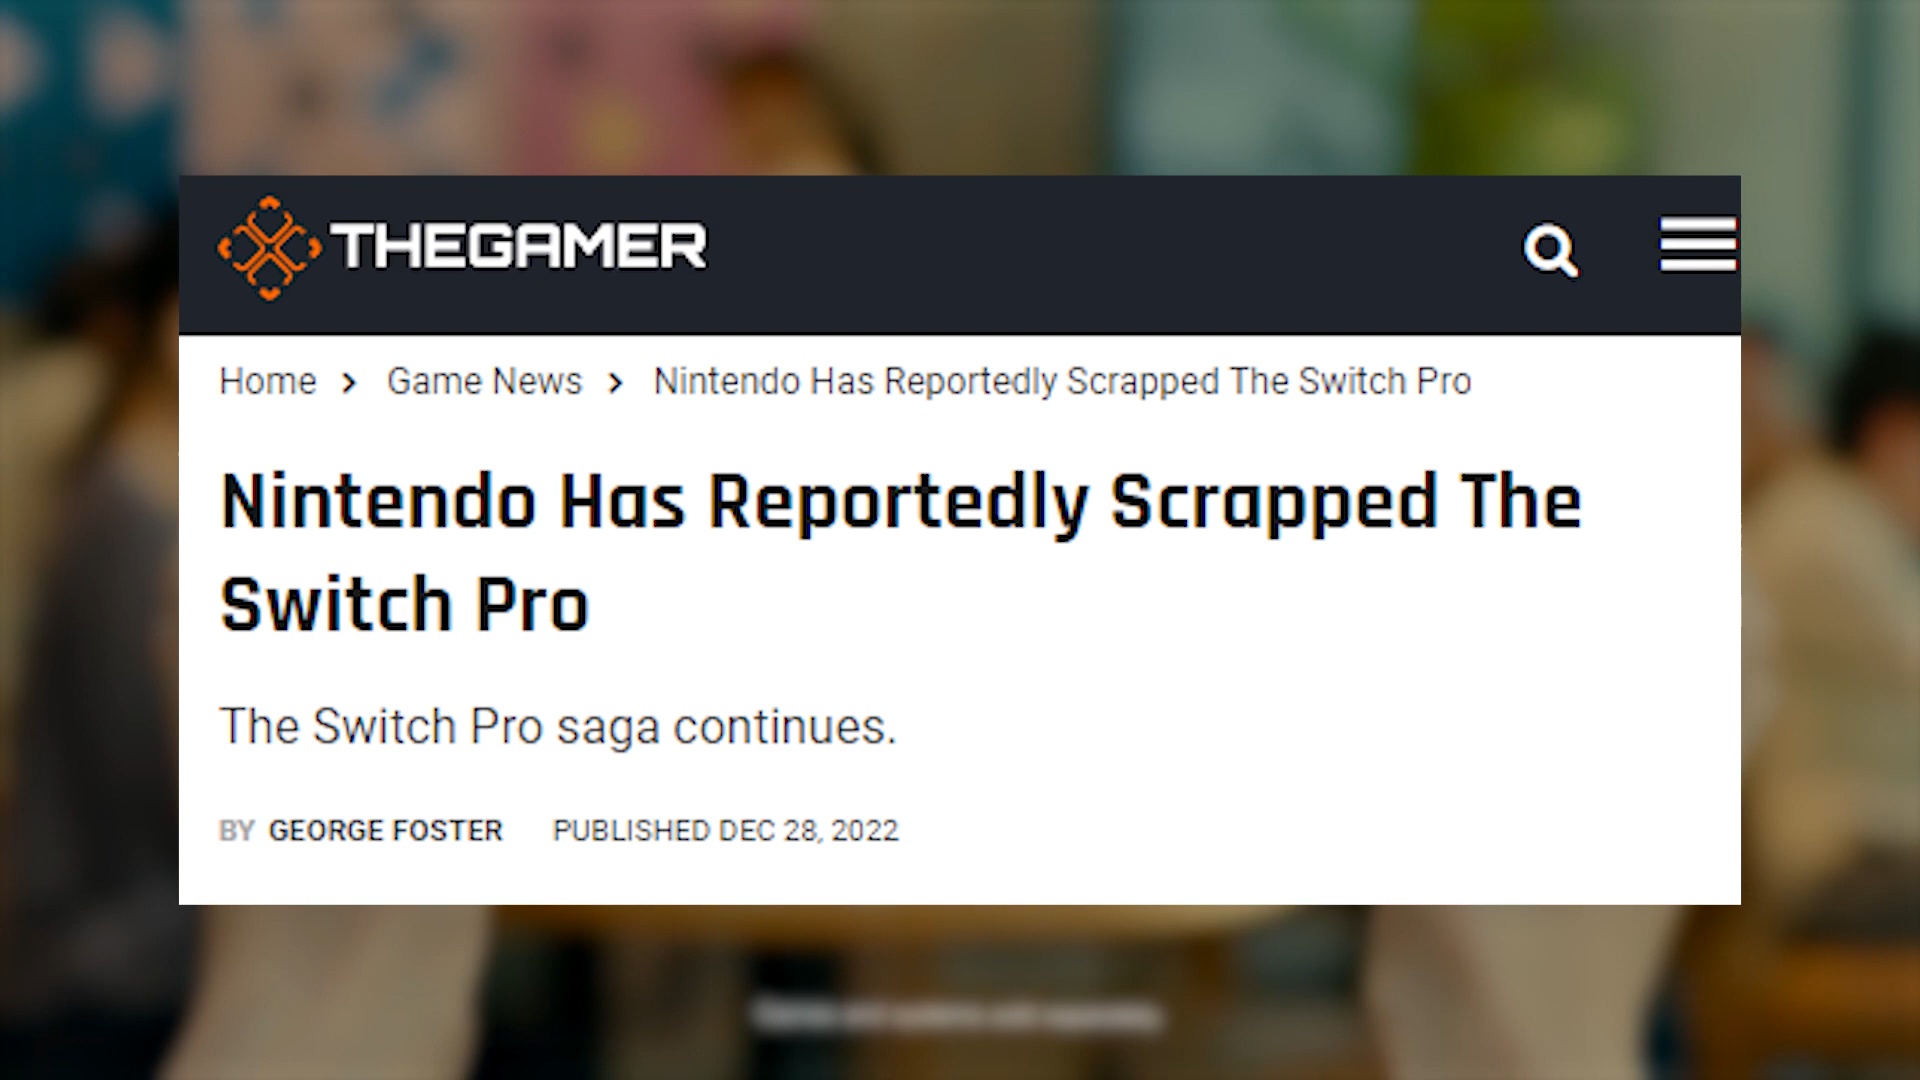 THEGAMER
Home > Game News > Nintendo Has Reportedly Scrapped The Switch Pro
Nintendo Has Reportedly Scrapped The
Switch Pro
The Switch Pro saga continues.
BY GEORGE FOSTER PUBLISHED DEC 28, 2022